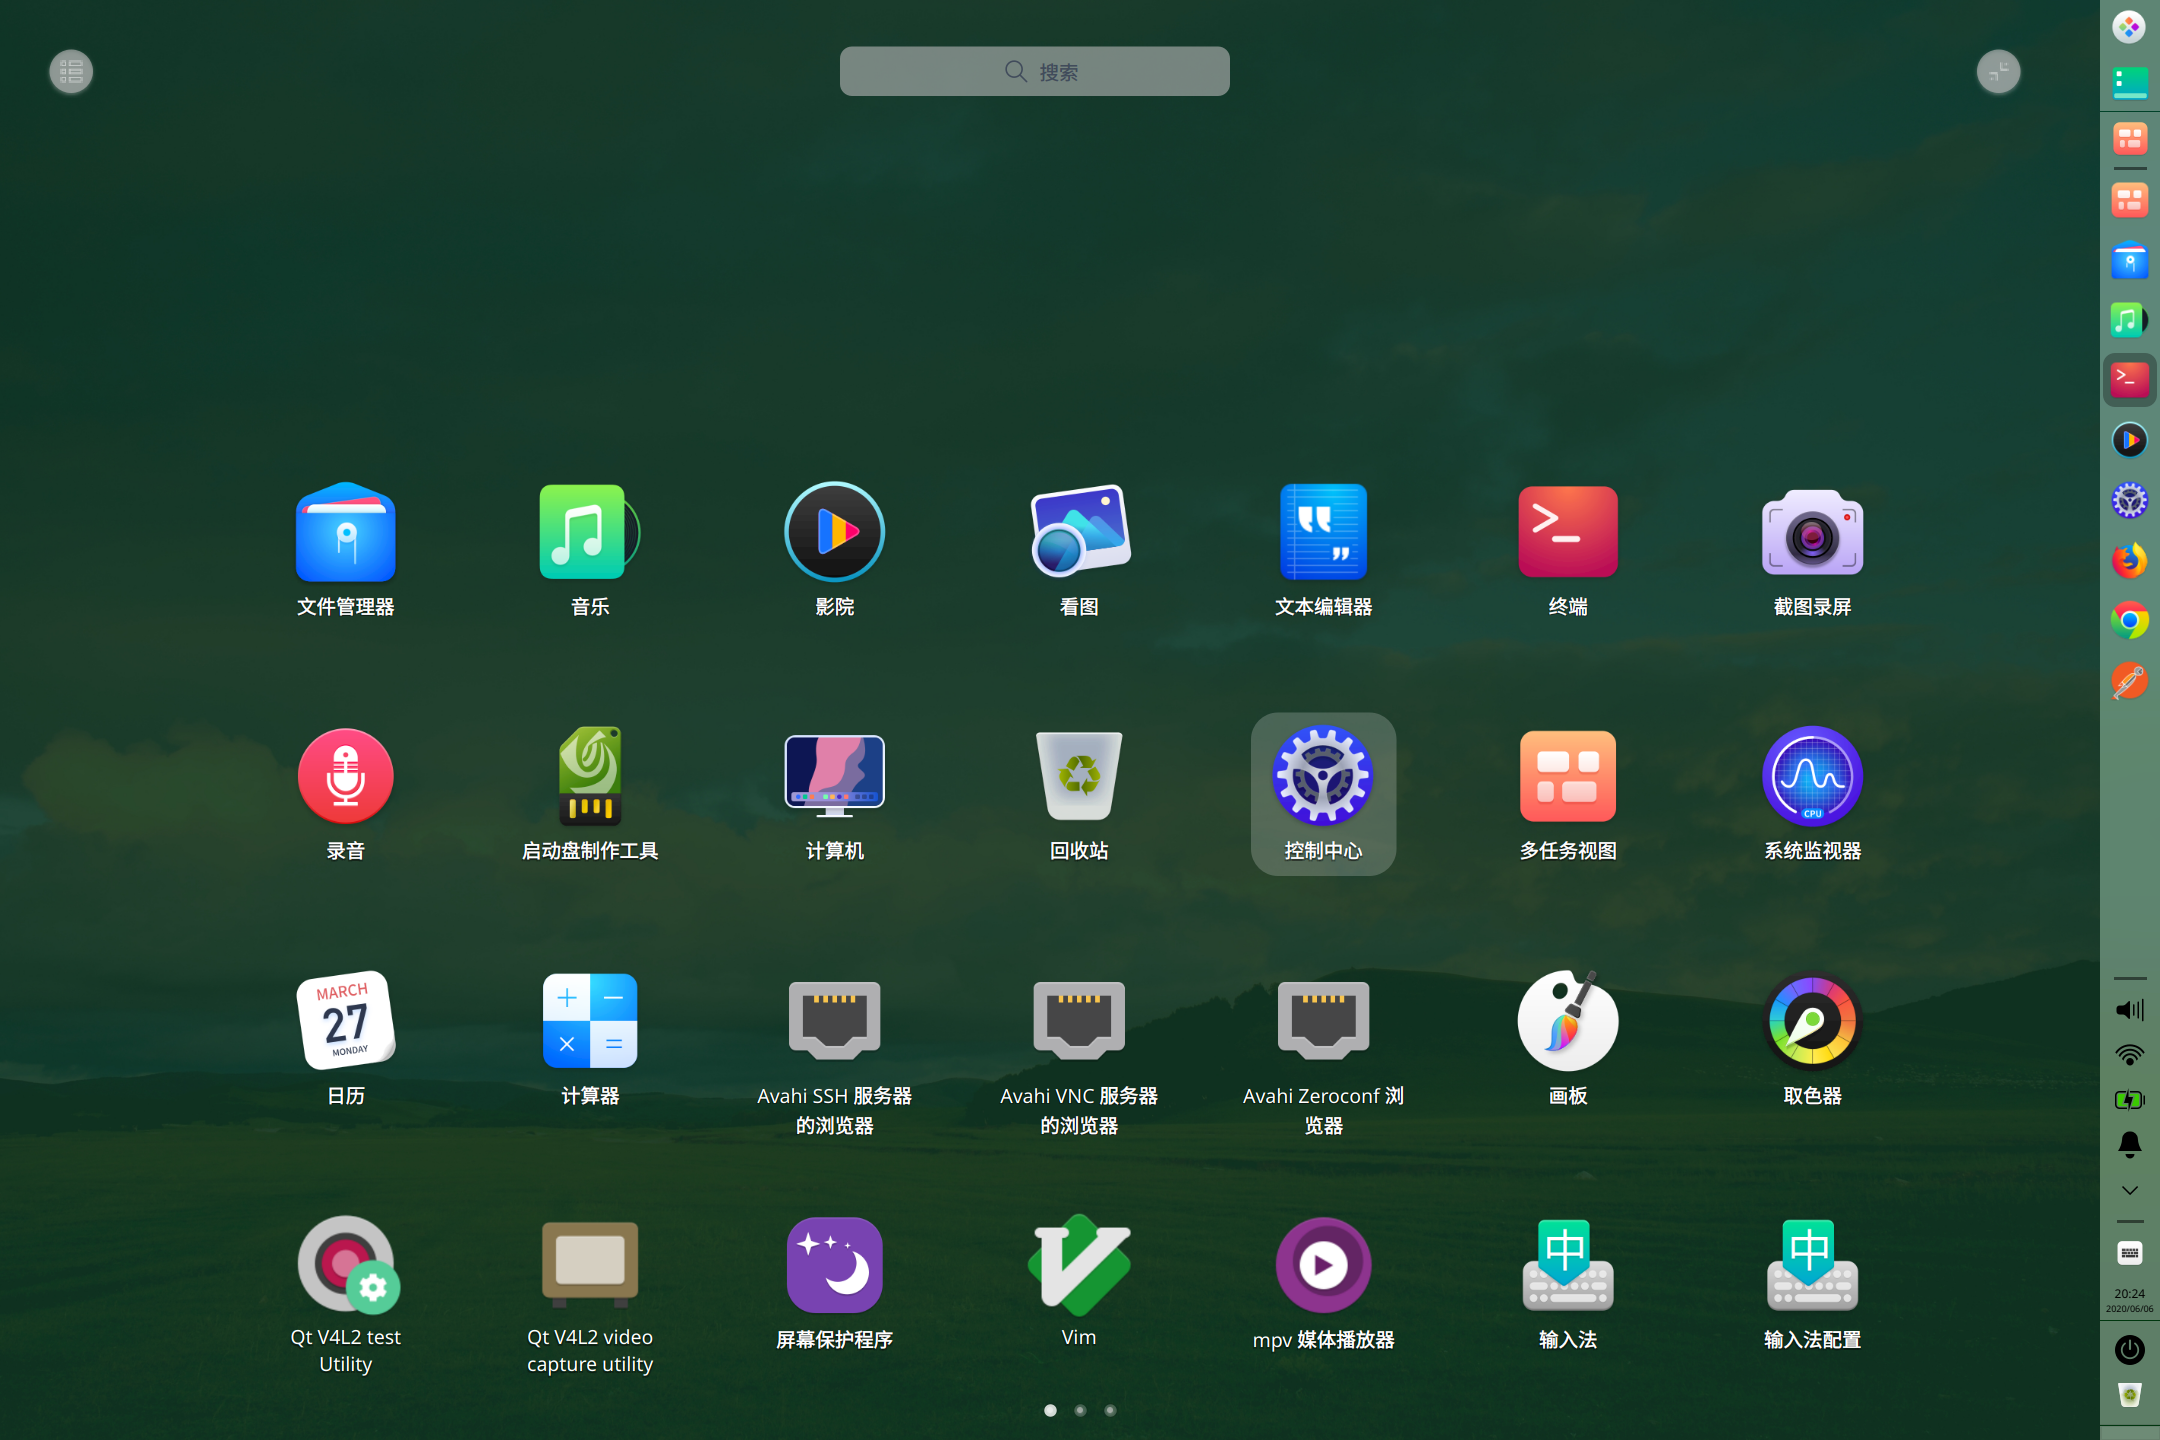 搜索
文件管理器
音乐
影院
看图
文本编辑器
终端
截图录屏
录音
启动盘制作工具
计算机
回收站
控制中心
多任务视图
CPU
系统监视器
MARCH
27
MONDAY
日历
计算器
Avahi SSH 服务器
的浏览器
Avahi VNC 服务器
的浏览器
Avahi Zeroconf 浏
览器
画板
取色器
Qt V4L2 test
Utility
Qt V4L2 video
capture utility
屏幕保护程序
Vim
mpv 媒体播放器
中
输入法
中
输入法配置
20:24
2020/06/06